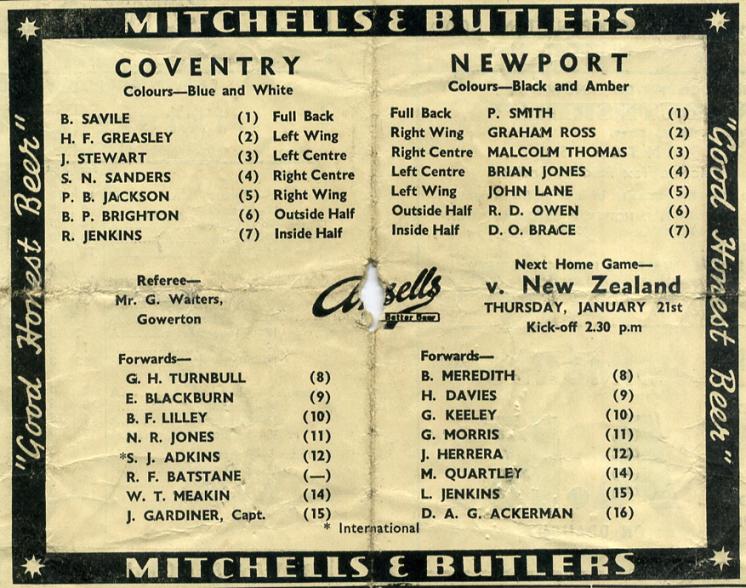 MITCHELLS & BUTLERS
"Good Honest Beer"
COVENTRY
Colours—Blue and White
B. SAVILE (1) Full Back
H. F. GREASLEY (2) Left Wing
J. STEWART (3) Left Centre
S. N. SANDERS (4) Right Centre
P. B. JACKSON (5) Right Wing
B. P. BRIGHTON (6) Outside Half
R. JENKINS (7) Inside Half
NEWPORT
Colours—Black and Amber
Full Back P. SMITH (1)
Right Wing GRAHAM ROSS (2)
Right Centre MALCOLM THOMAS (3)
Left Centre BRIAN JONES (4)
Left Wing JOHN LANE (5)
Outside Half R. D. OWEN (6)
Inside Half D. O. BRACE (7)
Referee—
Mr. G. Walters,
Gowerton
Ansells
Better Beer
Next Home Game—
v. New Zealand
THURSDAY, JANUARY 21st
Kick-off 2.30 p.m
Forwards—
G. H. TURNBULL (8)
E. BLACKBURN (9)
B. F. LILLEY (10)
N. R. JONES (11)
*S. J. ADKINS (12)
R. F. BATSTANE (—)
W. T. MEAKIN (14)
J. GARDINER, Capt. (15)
Forwards—
B. MEREDITH (8)
H. DAVIES (9)
G. KEELEY (10)
G. MORRIS (11)
J. HERRERA (12)
M. QUARTLEY (14)
L. JENKINS (15)
D. A. G. ACKERMAN (16)
* International
"Good Honest Beer"
MITCHELLS & BUTLERS